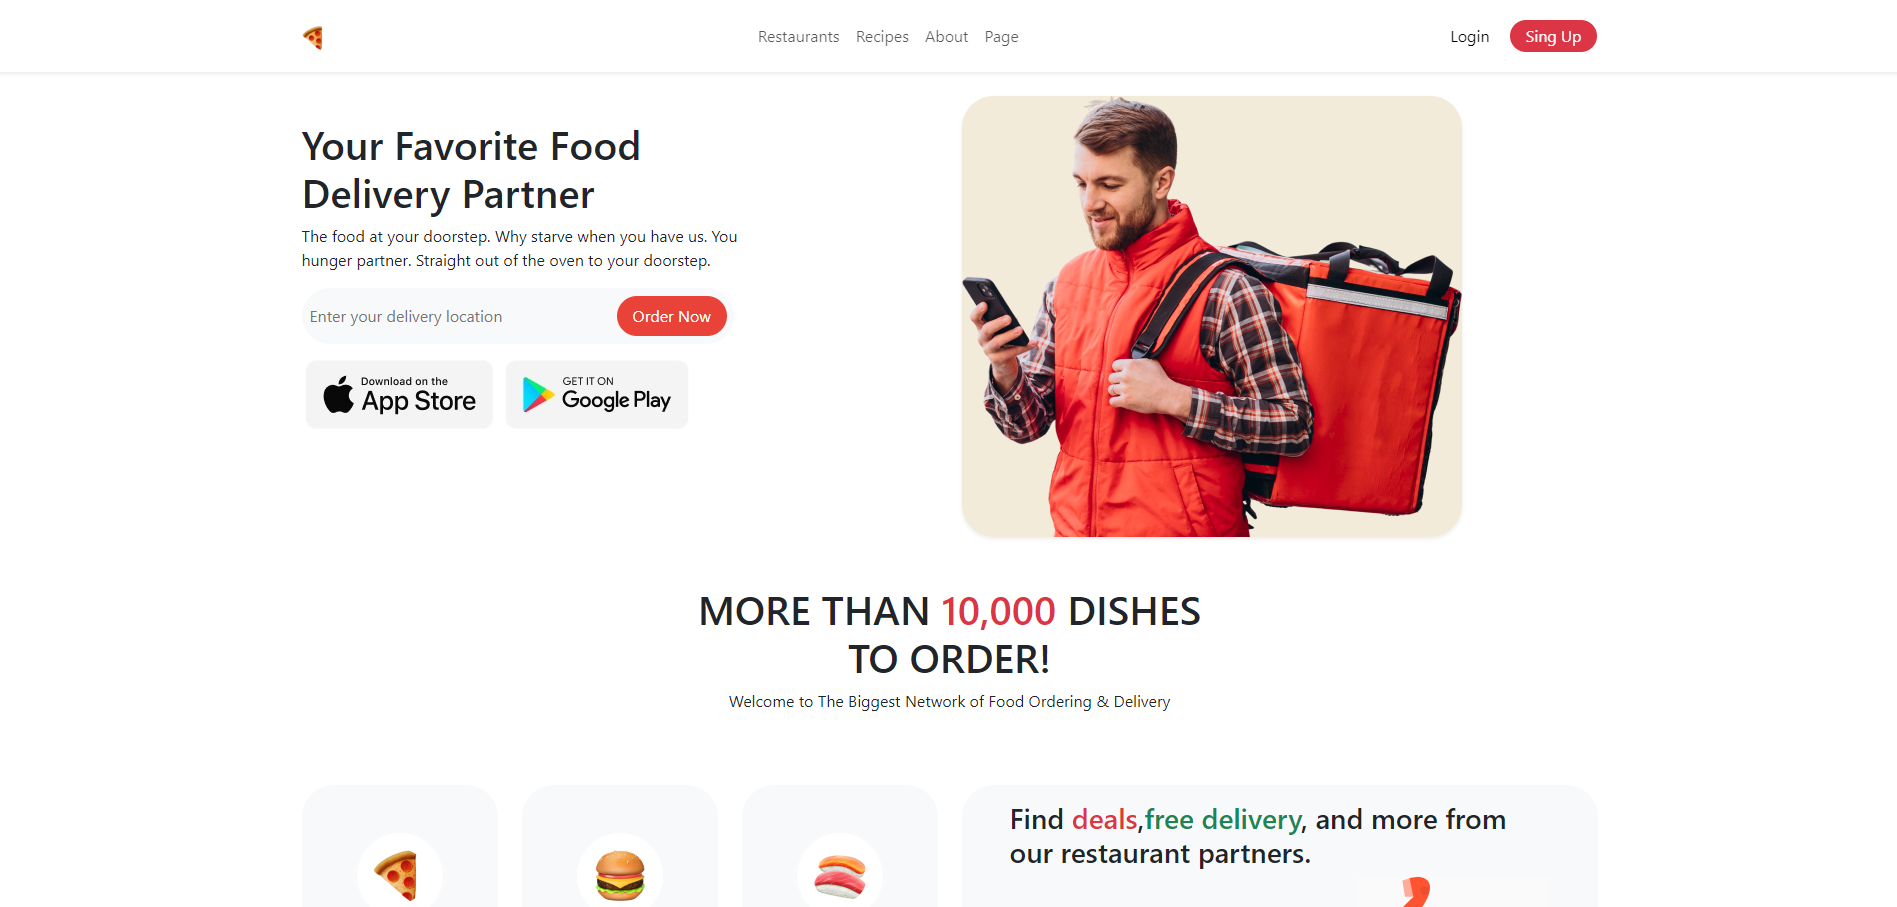 Restaurants Recipes About Page Login Sing Up
Your Favorite Food
Delivery Partner
The food at your doorstep. Why starve when you have us. You
hunger partner. Straight out of the oven to your doorstep.
Enter your delivery location Order Now
Download on the
App Store
GET IT ON
Google Play
MORE THAN 10,000 DISHES
TO ORDER!
Welcome to The Biggest Network of Food Ordering & Delivery
Find deals,free delivery, and more from
our restaurant partners.